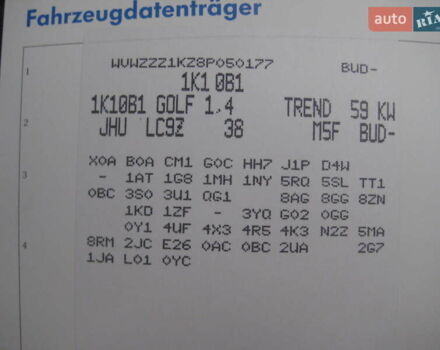 Fahrzeugdatenträger
auto RIA
1
WVWZZZ1KZ8P050177 BUD-
1K1 0B1
1K10B1 GOLF 1.4 TREND 59 KW
2
JHU LC9Z 38 M5F BUD-
X0A B0A CM1 G0C HH7 J1P D4W
3
- 1AT 1G8 1MH 1NY 5RQ 5SL TT1
0BC 3S0 3U1 QG1 8AG 8GG 8ZN
1KD 1ZF - 3YQ G02 0GG
0Y1 4UF 4X3 4R5 4K3 N2Z 5MA
4
8RM 2JC E26 0AC 0BC 2UA 2G7
1JA L01 0YC